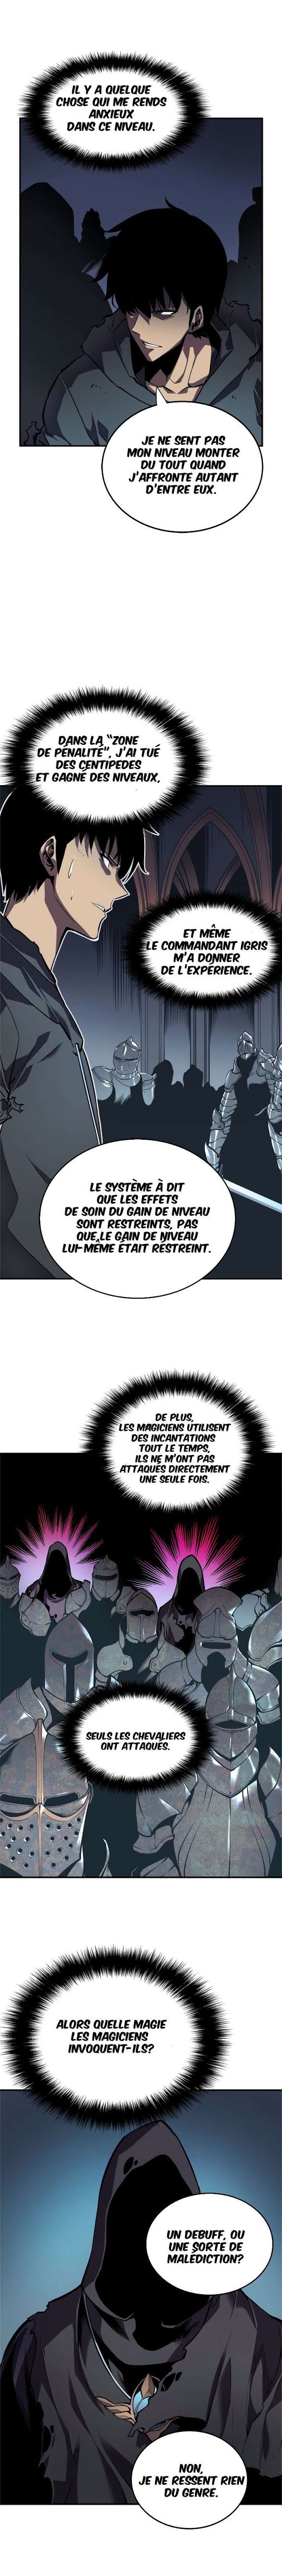 IL Y A QUELQUE
CHOSE QUI ME RENDS
ANXIEUX
DANS CE NIVEAU.
JE NE SENT PAS
MON NIVEAU MONTER
DU TOUT QUAND
J'AFFRONTE AUTANT
D'ENTRE EUX.
DANS LA "ZONE
DE PÉNALITÉ", J'AI TUÉ
DES CENTIPEDES
ET GAGNÉ DES NIVEAUX,
ET MÊME
LE COMMANDANT IGRIS
M'A DONNER
DE L'EXPERIENCE.
LE SYSTÈME À DIT
QUE LES EFFETS
DE SOIN DU GAIN DE NIVEAU
SONT RESTREINTS, PAS
QUE LE GAIN DE NIVEAU
LUI-MÊME ÉTAIT RESTREINT.
DE PLUS,
LES MAGICIENS UTILISENT
DES INCANTATIONS
TOUT LE TEMPS,
ILS NE M'ONT PAS
ATTAQUÉS DIRECTEMENT
UNE SEULE FOIS.
SEULS LES CHEVALIERS
ONT ATTAQUÉS.
ALORS QUELLE MAGIE
LES MAGICIENS
INVOQUENT-ILS?
UN DEBUFF, OU
UNE SORTE DE
MALÉDICTION?
NON,
JE NE RESSENT RIEN
DU GENRE.